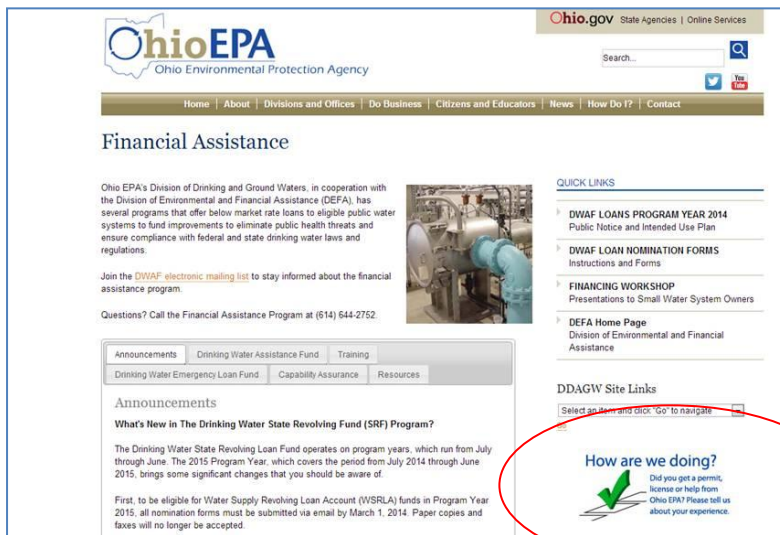 Ohio.gov State Agencies | Online Services
OhioEPA
Ohio Environmental Protection Agency
Search...
You
Tube
Home | About | Divisions and Offices | Do Business | Citizens and Educators | News | How Do I? | Contact
Financial Assistance
Ohio EPA's Division of Drinking and Ground Waters, in cooperation with
the Division of Environmental and Financial Assistance (DEFA), has
several programs that offer below market rate loans to eligible public water
systems to fund improvements to eliminate public health threats and
ensure compliance with federal and state drinking water laws and
regulations.
Join the DWAF electronic mailing list to stay informed about the financial
assistance program.
Questions? Call the Financial Assistance Program at (614) 644-2752.
QUICK LINKS
DWAF LOANS PROGRAM YEAR 2014
Public Notice and Intended Use Plan
DWAF LOAN NOMINATION FORMS
Instructions and Forms
FINANCING WORKSHOP
Presentations to Small Water System Owners
DEFA Home Page
Division of Environmental and Financial
Assistance
Announcements Drinking Water Assistance Fund Training
Drinking Water Emergency Loan Fund Capability Assurance Resources
Announcements
What's New in The Drinking Water State Revolving Fund (SRF) Program?
The Drinking Water State Revolving Loan Fund operates on program years, which run from July
through June. The 2015 Program Year, which covers the period from July 2014 through June
2015, brings some significant changes that you should be aware of.
First, to be eligible for Water Supply Revolving Loan Account (WSRLA) funds in Program Year
2015, all nomination forms must be submitted via email by March 1, 2014. Paper copies and
faxes will no longer be accepted.
DDAGW Site Links
Select an item and click "Go" to navigate
How are we doing?
Did you get a permit,
license or help from
Ohio EPA? Please tell us
about your experience.